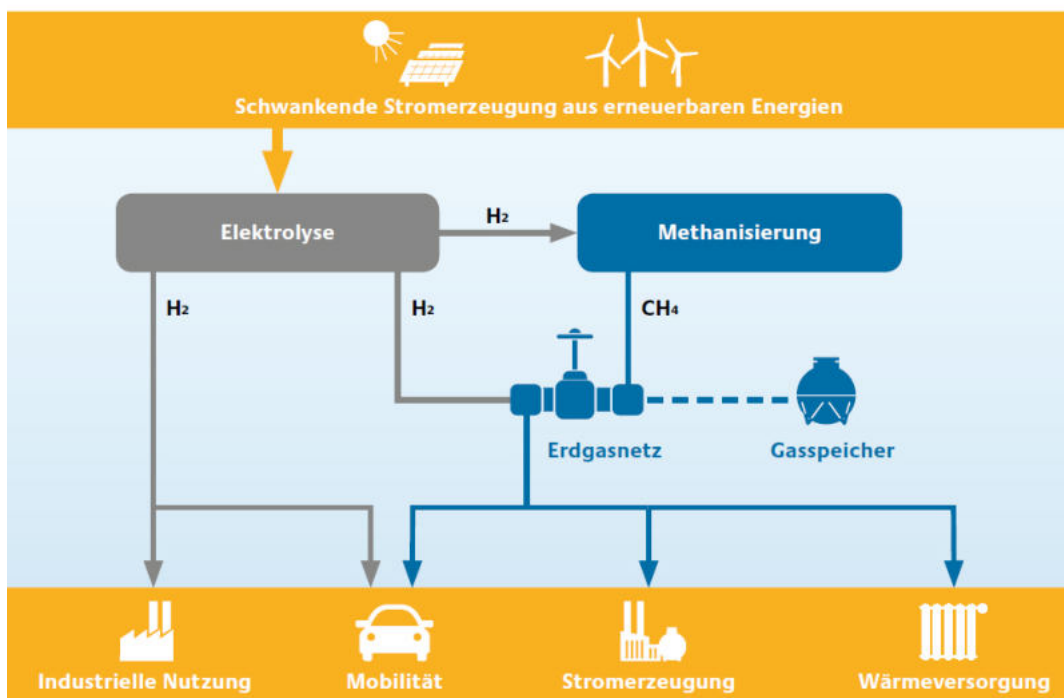 Schwankende Stromerzeugung aus erneuerbaren Energien
Elektrolyse
H₂
Methanisierung
H₂
H₂
CH₄
Erdgasnetz
Gasspeicher
Industrielle Nutzung
Mobilität
Stromerzeugung
Wärmeversorgung